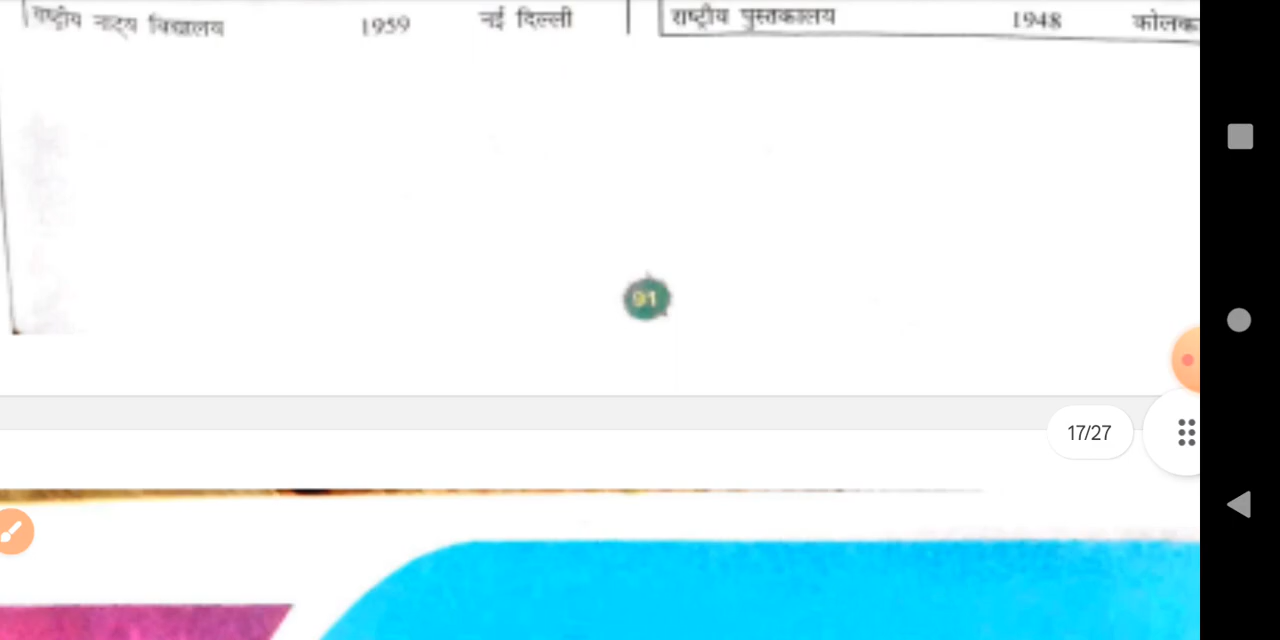 राष्ट्रीय नाट्य विद्यालय 1959 नई दिल्ली
राष्ट्रीय पुस्तकालय 1948
91
17/27